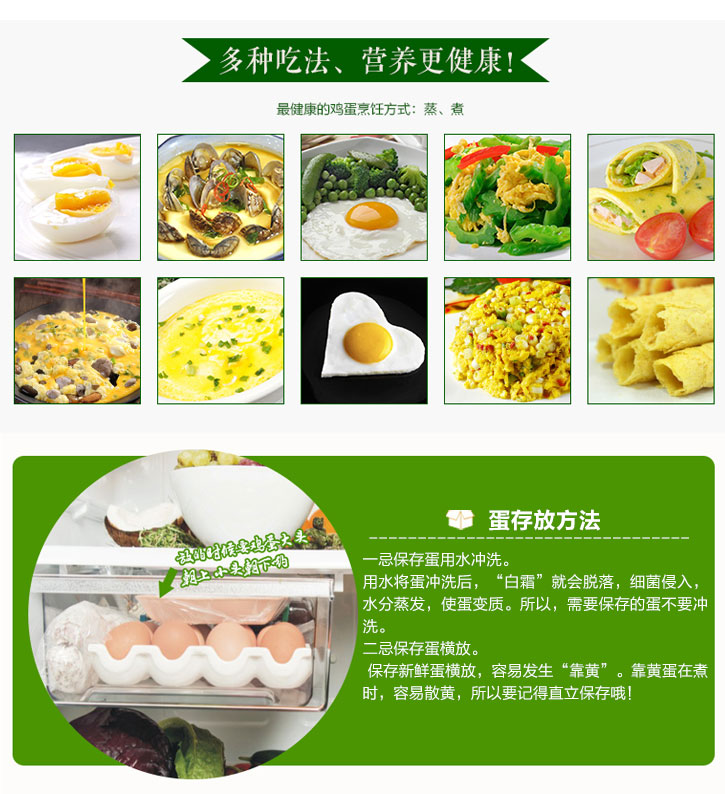 多种吃法、营养更健康!
最健康的鸡蛋烹饪方式：蒸、煮
放的时候要鸡蛋大头
朝上 小头朝下哟
蛋存放方法
一忌保存蛋用水冲洗。
用水将蛋冲洗后，“白霜”就会脱落，细菌侵入，
水分蒸发，使蛋变质。所以，需要保存的蛋不要冲
洗。
二忌保存蛋横放。
保存新鲜蛋横放，容易发生“靠黄”。靠黄蛋在煮
时，容易散黄，所以要记得直立保存哦!